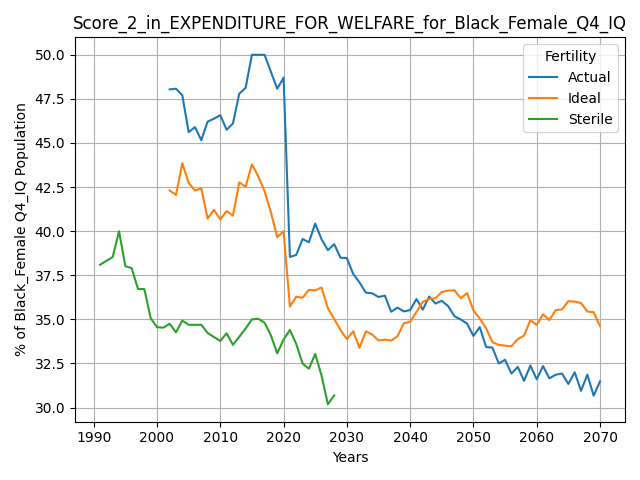 Score_2_in_EXPENDITURE_FOR_WELFARE_for_Black_Female_Q4_IQ
% of Black_Female Q4_IQ Population
50.0
47.5
45.0
42.5
40.0
37.5
35.0
32.5
30.0
Fertility
Actual
Ideal
Sterile
1990 2000 2010 2020 2030 2040 2050 2060 2070
Years